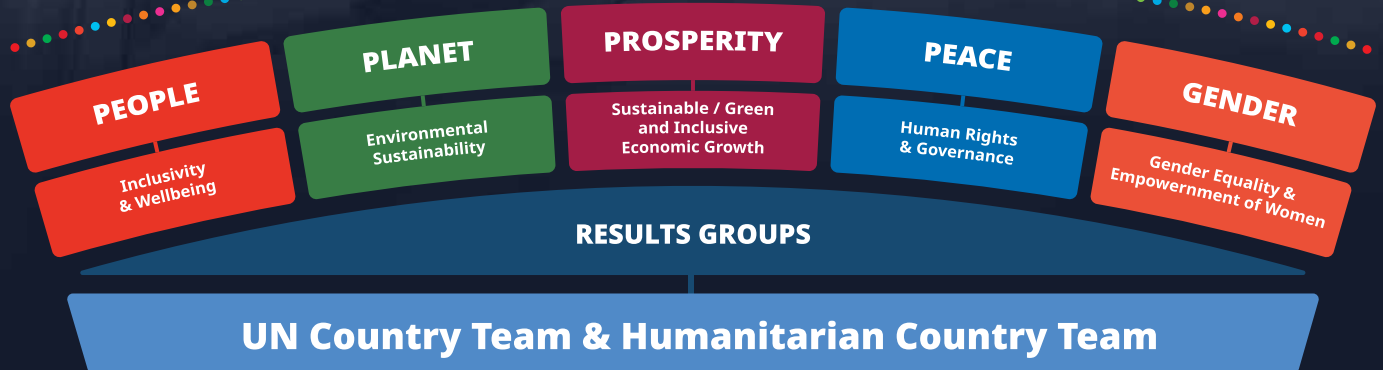 PEOPLE
Inclusivity
& Wellbeing
PLANET
Environmental
Sustainability
PROSPERITY
Sustainable / Green
and Inclusive
Economic Growth
PEACE
Human Rights
& Governance
GENDER
Gender Equality &
Empowernment of Women
RESULTS GROUPS
UN Country Team & Humanitarian Country Team